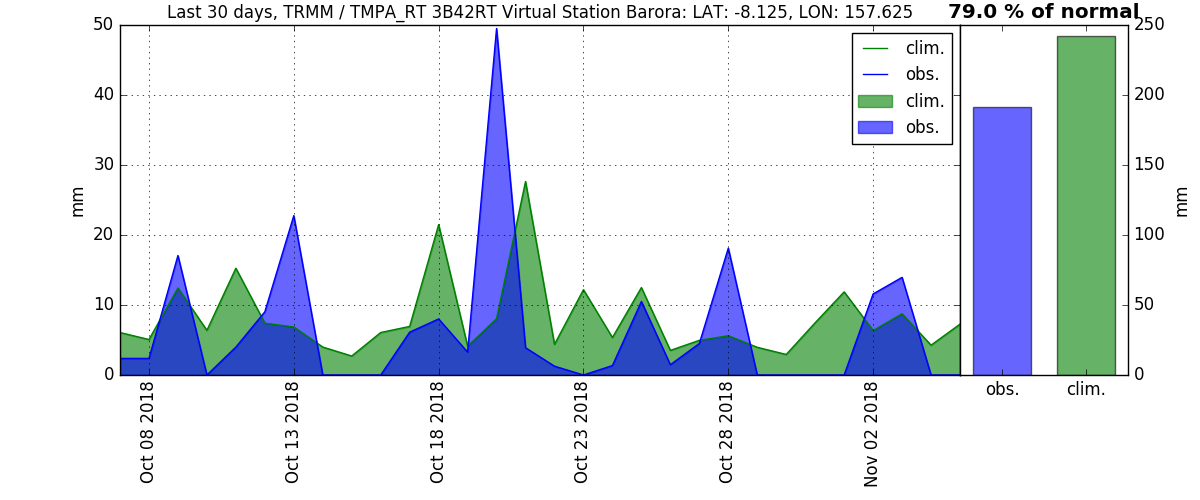 Last 30 days, TRMM / TMPA_RT 3B42RT Virtual Station Barora: LAT: -8.125, LON: 157.625
79.0 % of normal
50
40
30
20
10
0
mm
clim.
obs.
clim.
obs.
250
200
150
100
50
0
mm
obs.
clim.
Oct 08 2018
Oct 13 2018
Oct 18 2018
Oct 23 2018
Oct 28 2018
Nov 02 2018